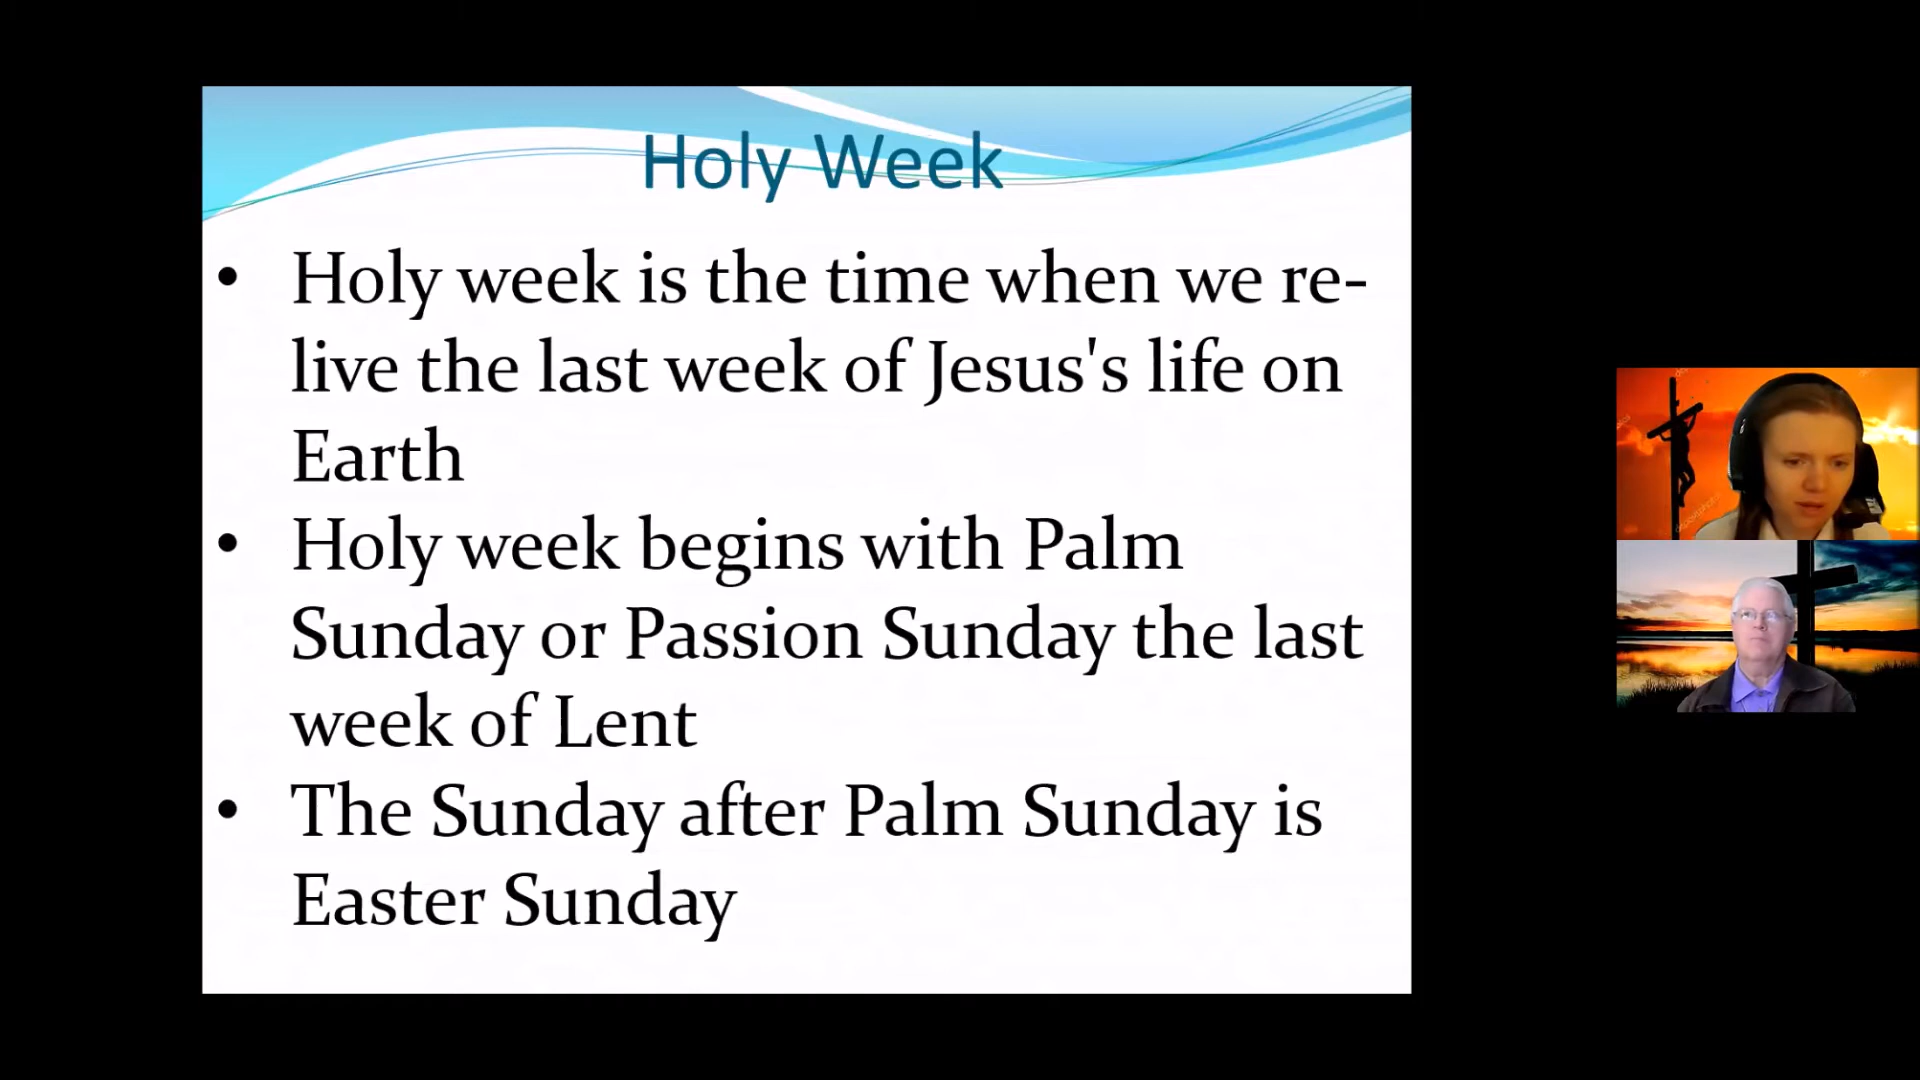 Holy Week
• Holy week is the time when we re-
live the last week of Jesus's life on
Earth
• Holy week begins with Palm
Sunday or Passion Sunday the last
week of Lent
• The Sunday after Palm Sunday is
Easter Sunday